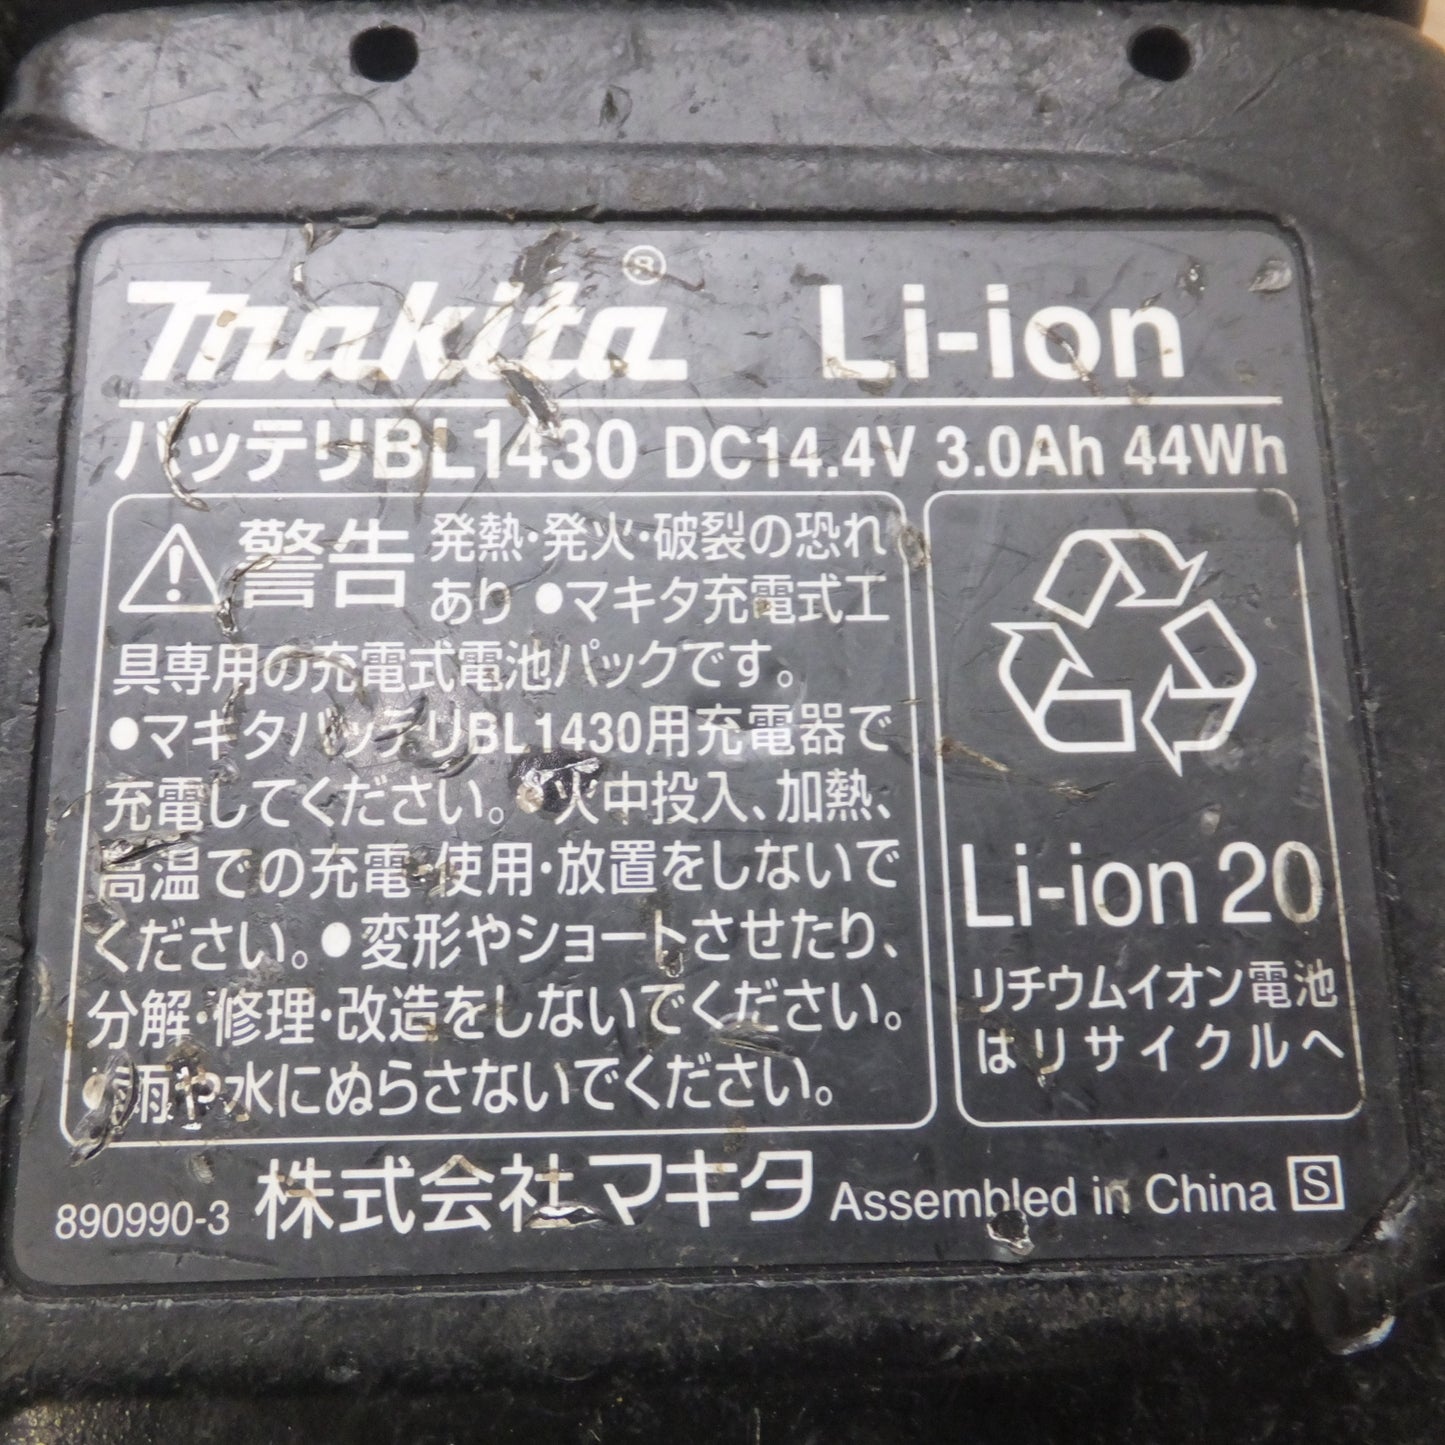 makita® Li-ion
バッテリBL1430 DC14.4V 3.0Ah 44Wh
警告 発熱・発火・破裂の恐れ
あり ●マキタ充電式工
具専用の充電式電池パックです。
●マキタバッテリBL1430用充電器で
充電してください。●火中投入、加熱、
高温での充電・使用・放置をしないで
ください。●変形やショートさせたり、
分解・修理・改造をしないでください。
●雨や水にぬらさないでください。
Li-ion 20
リチウムイオン電池
はリサイクルへ
890990-3 株式会社マキタ Assembled in China S